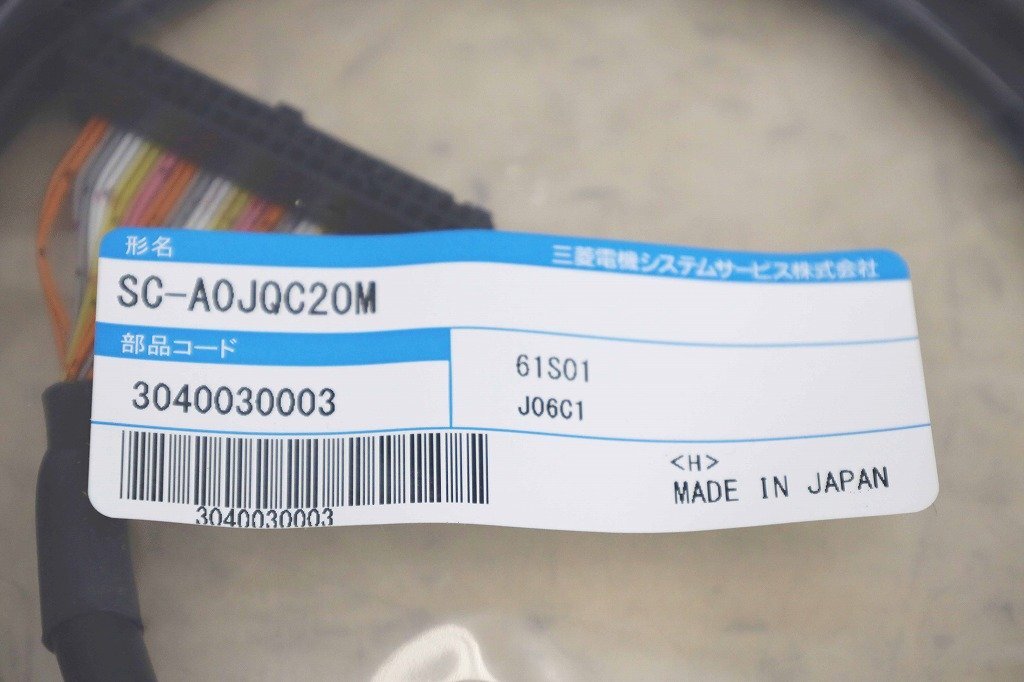 形名
三菱電機システムサービス株式会社
SC-A0JQC20M
部品コード
61S01
3040030003
J06C1
<H>
MADE IN JAPAN
3040030003